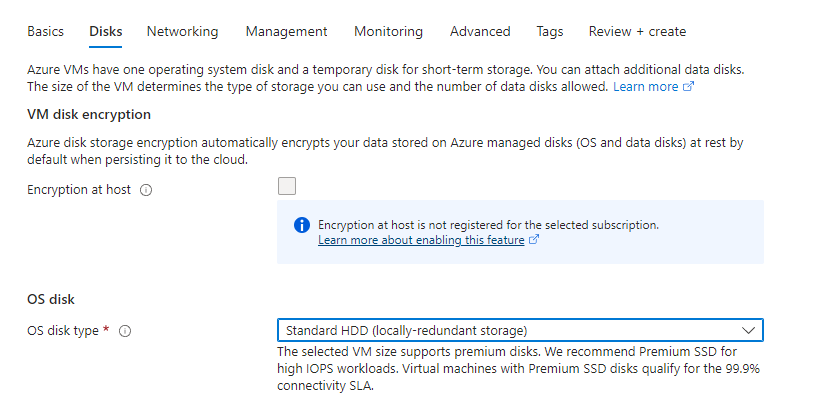 Basics Disks Networking Management Monitoring Advanced Tags Review + create
Azure VMs have one operating system disk and a temporary disk for short-term storage. You can attach additional data disks.
The size of the VM determines the type of storage you can use and the number of data disks allowed. Learn more
VM disk encryption
Azure disk storage encryption automatically encrypts your data stored on Azure managed disks (OS and data disks) at rest by
default when persisting it to the cloud.
Encryption at host
Encryption at host is not registered for the selected subscription.
Learn more about enabling this feature
OS disk
OS disk type * Standard HDD (locally-redundant storage)
The selected VM size supports premium disks. We recommend Premium SSD for
high IOPS workloads. Virtual machines with Premium SSD disks qualify for the 99.9%
connectivity SLA.